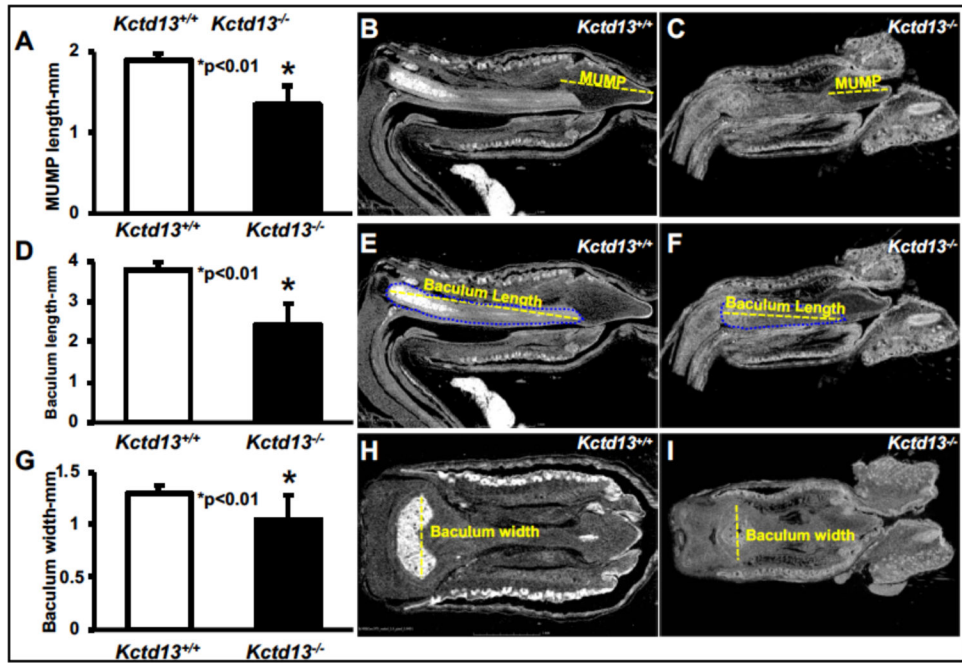 Kctd13+/+ Kctd13-/-
A
MUMP length-mm
2
1
0
*p<0.01
*
Kctd13+/+ Kctd13-/-
B
Kctd13+/+
MUMP
C
Kctd13-/-
MUMP
D
Baculum length-mm
4
3
2
1
0
*p<0.01
*
Kctd13+/+ Kctd13-/-
E
Kctd13+/+
Baculum Length
F
Kctd13-/-
Baculum Length
G
Baculum width-mm
1.5
1
0.5
0
*p<0.01
*
Kctd13+/+ Kctd13-/-
H
Kctd13+/+
Baculum width
I
Kctd13-/-
Baculum width